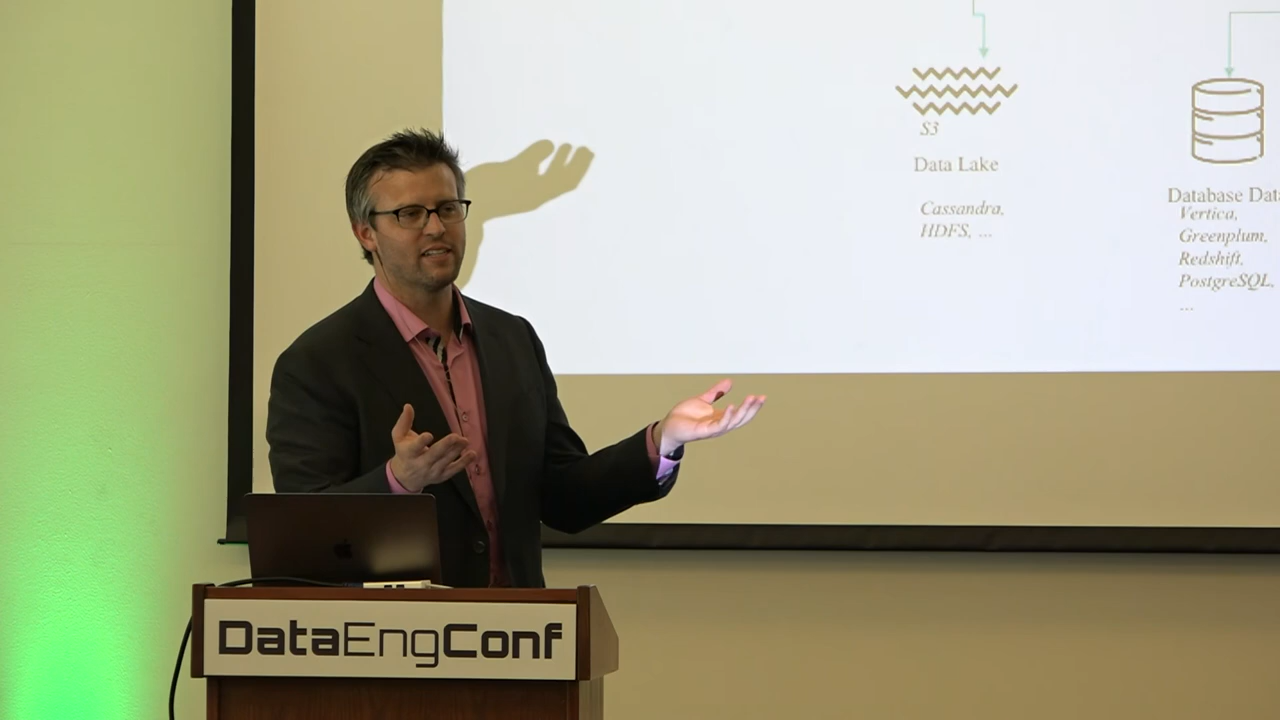 S3
Data Lake
Cassandra,
HDFS, ...
Database Data
Vertica,
Greenplum,
Redshift,
PostgreSQL,
...
DataEngConf